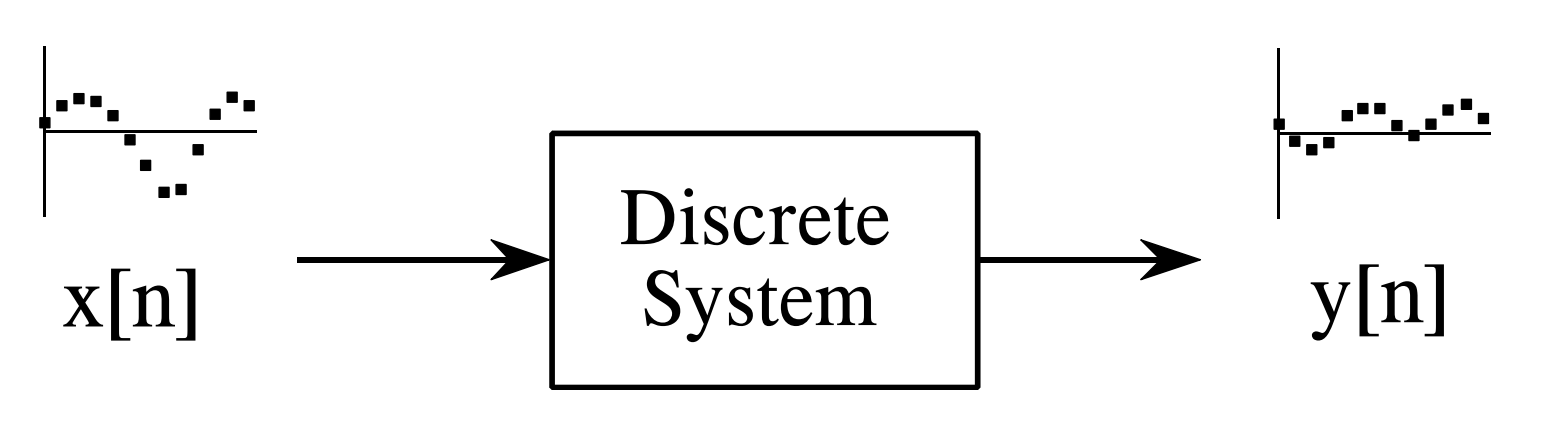 x[n]
Discrete
System
y[n]